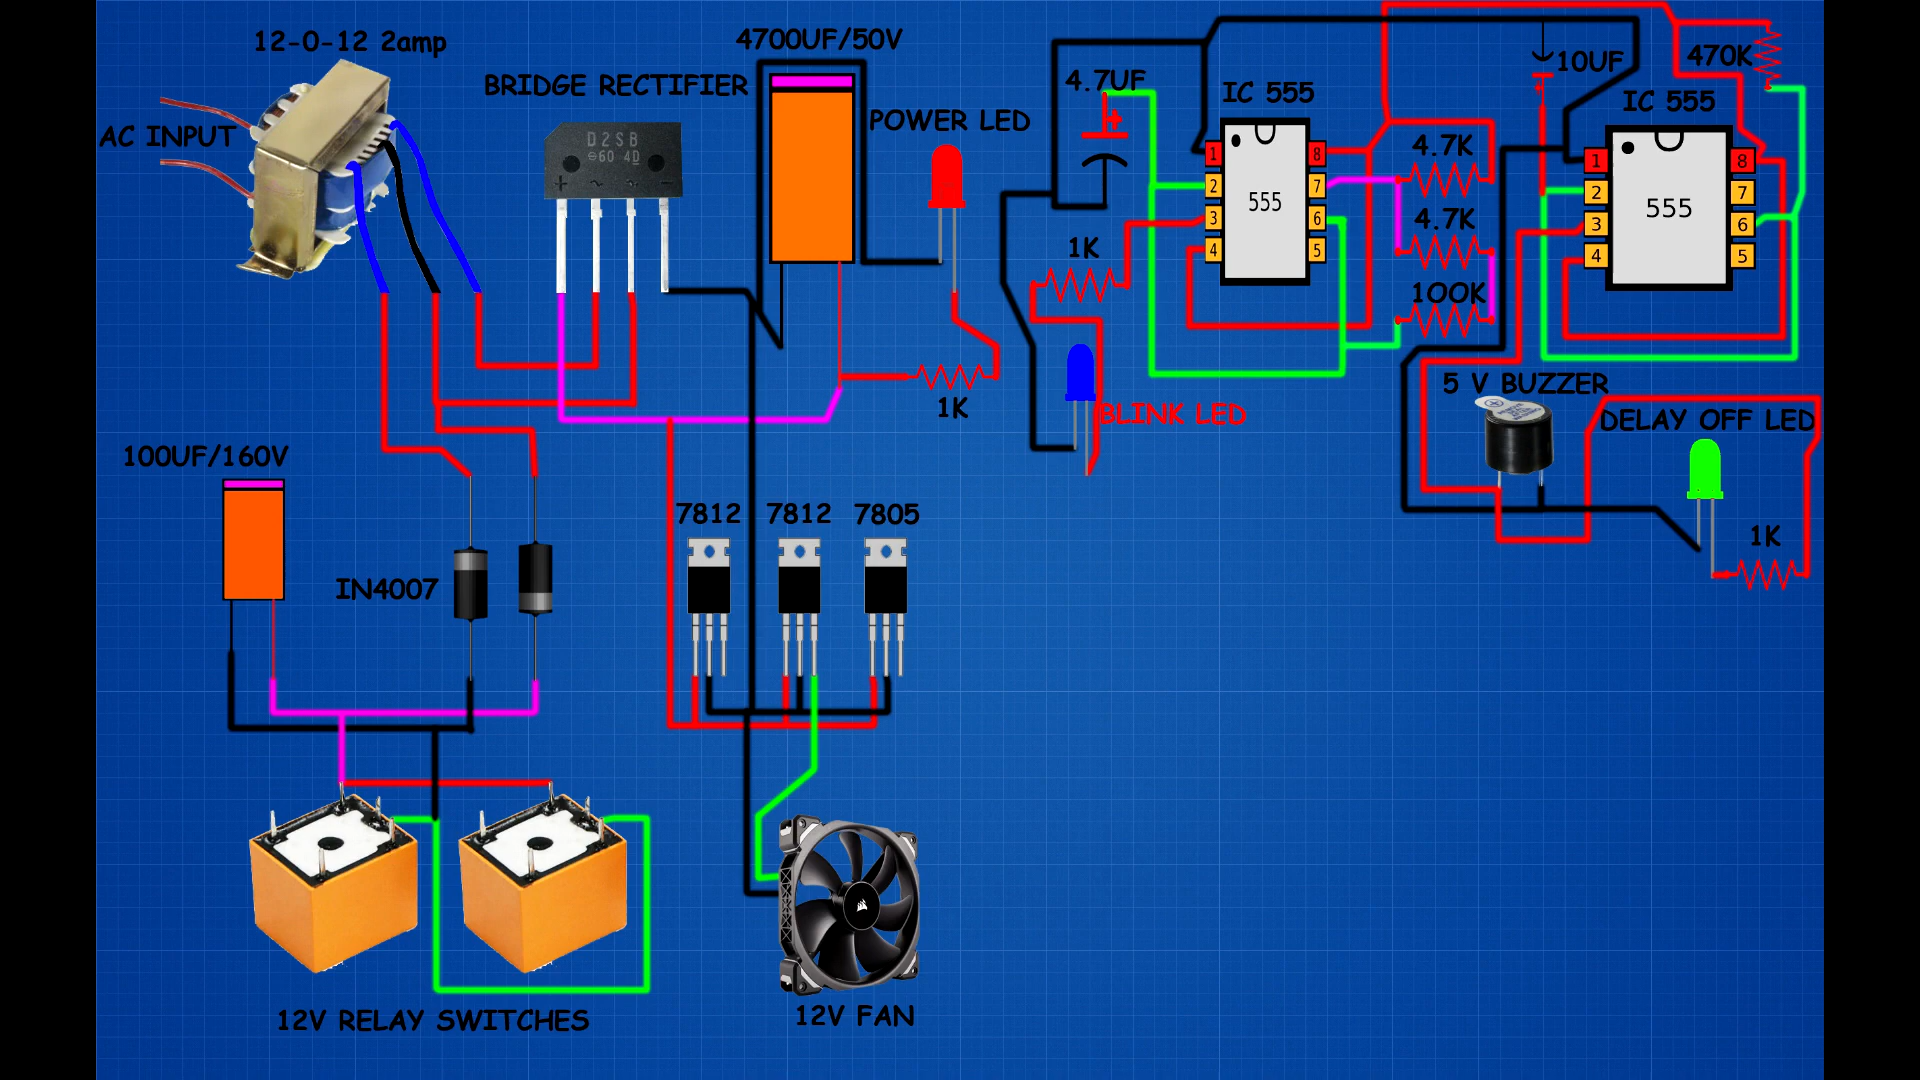 12-0-12 2amp
AC INPUT
BRIDGE RECTIFIER
D2SB
60 4D
+ ~ ~ -
4700UF/50V
POWER LED
1K
4.7UF
+
IC 555
1
2
3
4
555
8
7
6
5
4.7K
4.7K
100K
1K
BLINK LED
10UF
+
470K
IC 555
1
2
3
4
555
8
7
6
5
5 V BUZZER
+
DELAY OFF LED
1K
100UF/160V
IN4007
7812 7812 7805
12V RELAY SWITCHES
12V FAN